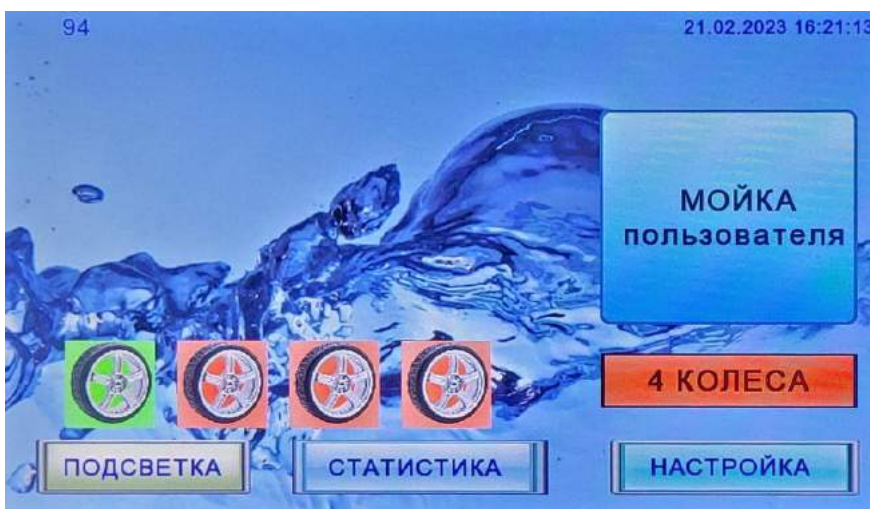 94
21.02.2023 16:21:13
МОЙКА
пользователя
4 КОЛЕСА
ПОДСВЕТКА
СТАТИСТИКА
НАСТРОЙКА